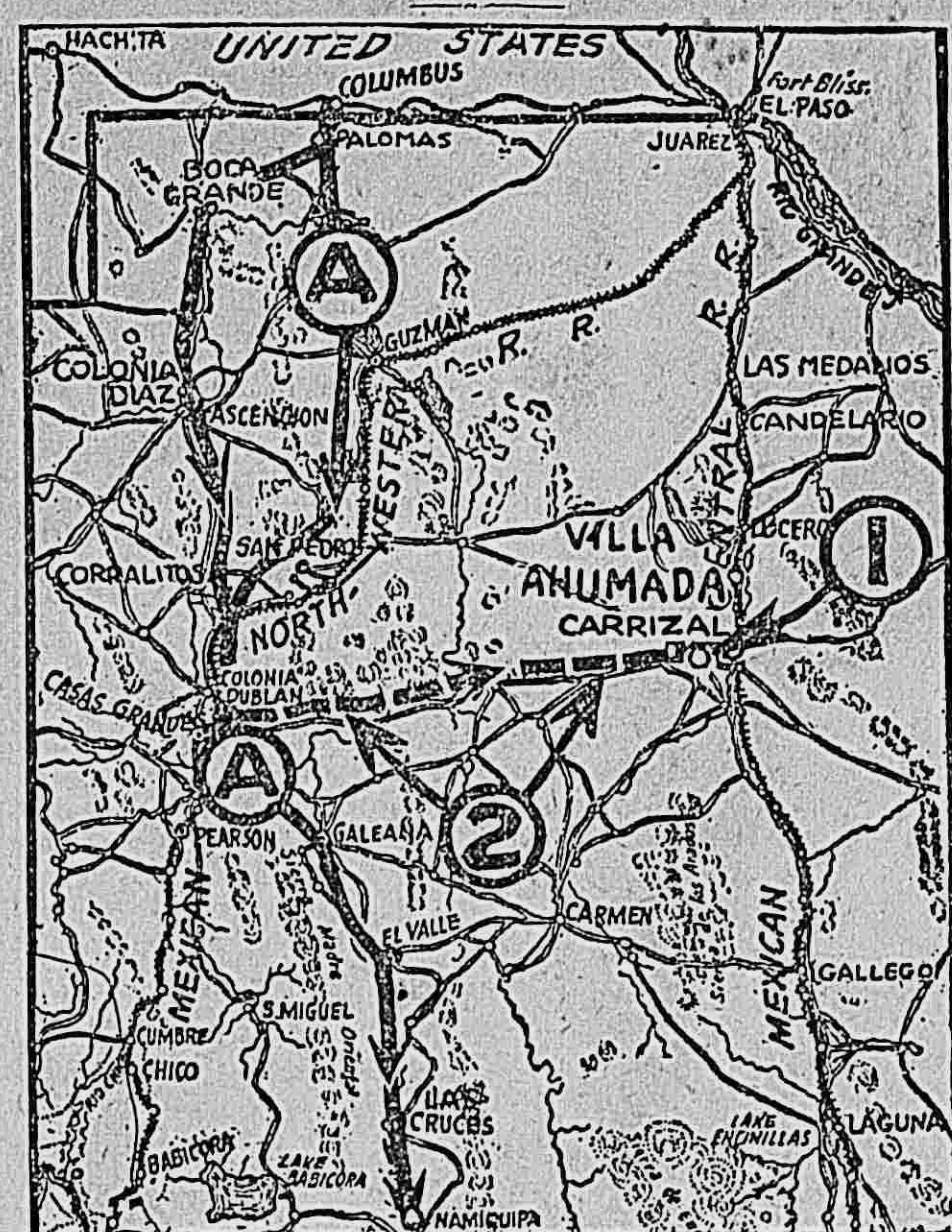 HACHITA
UNITED STATES
COLUMBUS
Fort Bliss.
EL PASO
PALOMAS
JUAREZ
BOCA
GRANDE
RIO GRANDE
A
GUZMAN
R. R.
R. R.
COLONIA
DIAZ
LAS MEDANOS
ASCENCHON
CANDELARIO
WESTERN
CENTRAL
LUCERO
1
VILLA
AHUMADA
SAN PEDRO
CORRALITOS
NORTH-
CARRIZAL
COLONIA
DUBLAN
CASAS GRANDES
A
2
PEARSON
GALEANA
CARMEN
EL VALLE
MEXICAN
MEXICAN
GALLEGO
S. MIGUEL
CUMBRE
CHICO
LAS
CRUCES
LAKE
ENCINILLAS
LAGUNA
BABICORA
LAKE
BABICORA
NAMIQUIPA